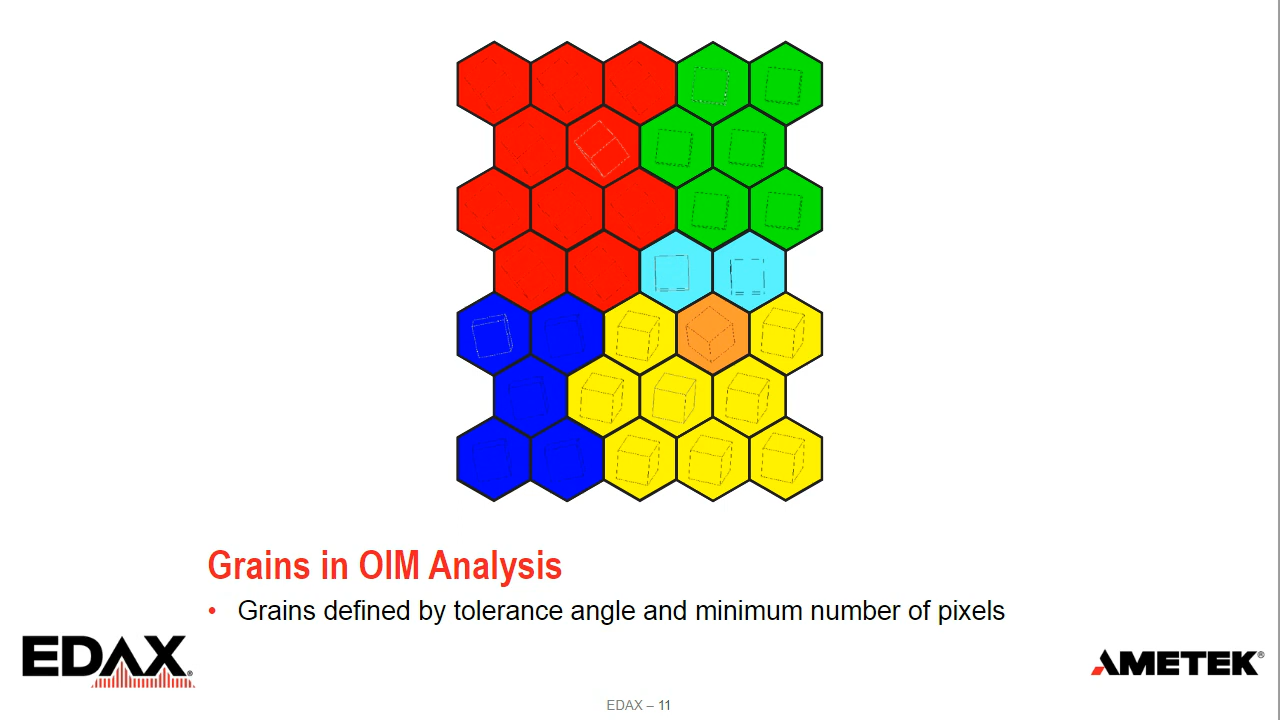 Grains in OIM Analysis
• Grains defined by tolerance angle and minimum number of pixels
EDAX®
AMETEK®
EDAX – 11